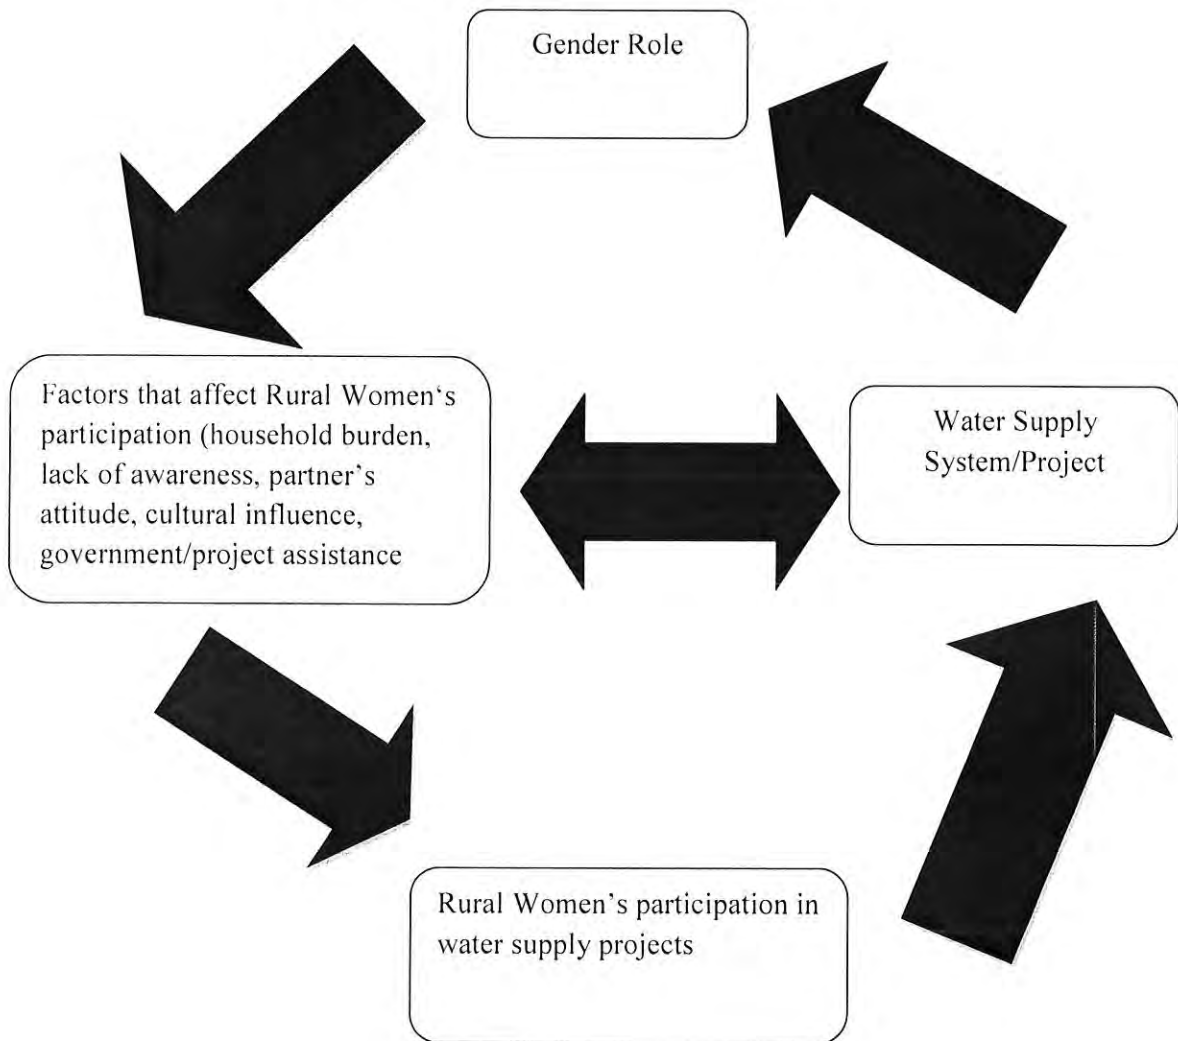 Gender Role
Factors that affect Rural Women‘s
participation (household burden,
lack of awareness, partner’s
attitude, cultural influence,
government/project assistance
Water Supply
System/Project
Rural Women’s participation in
water supply projects